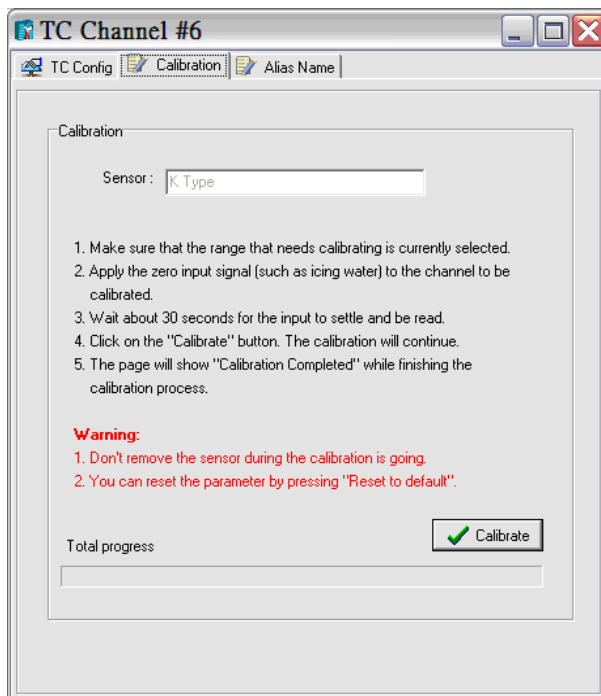 TC Channel #6
TC Config Calibration Alias Name
Calibration
Sensor : K Type
1. Make sure that the range that needs calibrating is currently selected.
2. Apply the zero input signal (such as icing water) to the channel to be
calibrated.
3. Wait about 30 seconds for the input to settle and be read.
4. Click on the "Calibrate" button. The calibration will continue.
5. The page will show "Calibration Completed" while finishing the
calibration process.
Warning:
1. Don't remove the sensor during the calibration is going.
2. You can reset the parameter by pressing "Reset to default".
Calibrate
Total progress